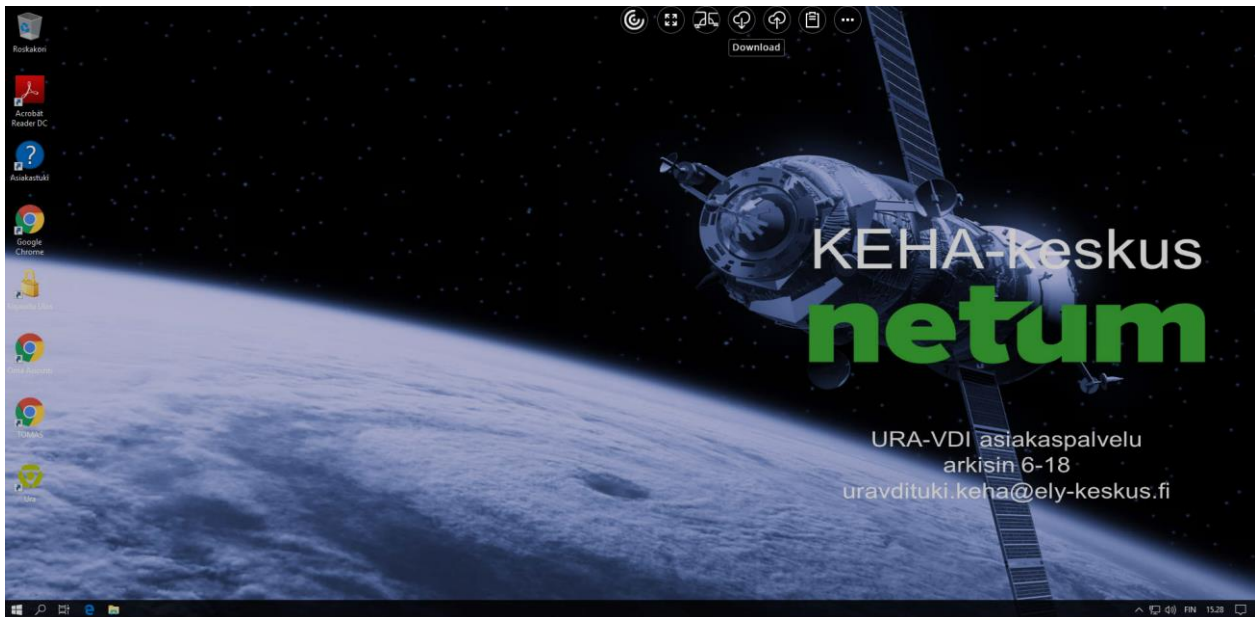 Download
Roskakori
Acrobat
Reader DC
Asiakastuki
Google
Chrome
TOMAS
Ura
KEHA-keskus
netum
URA-VDI asiakaspalvelu
arkisin 6-18
uravdituki.keha@ely-keskus.fi
FIN
15.28